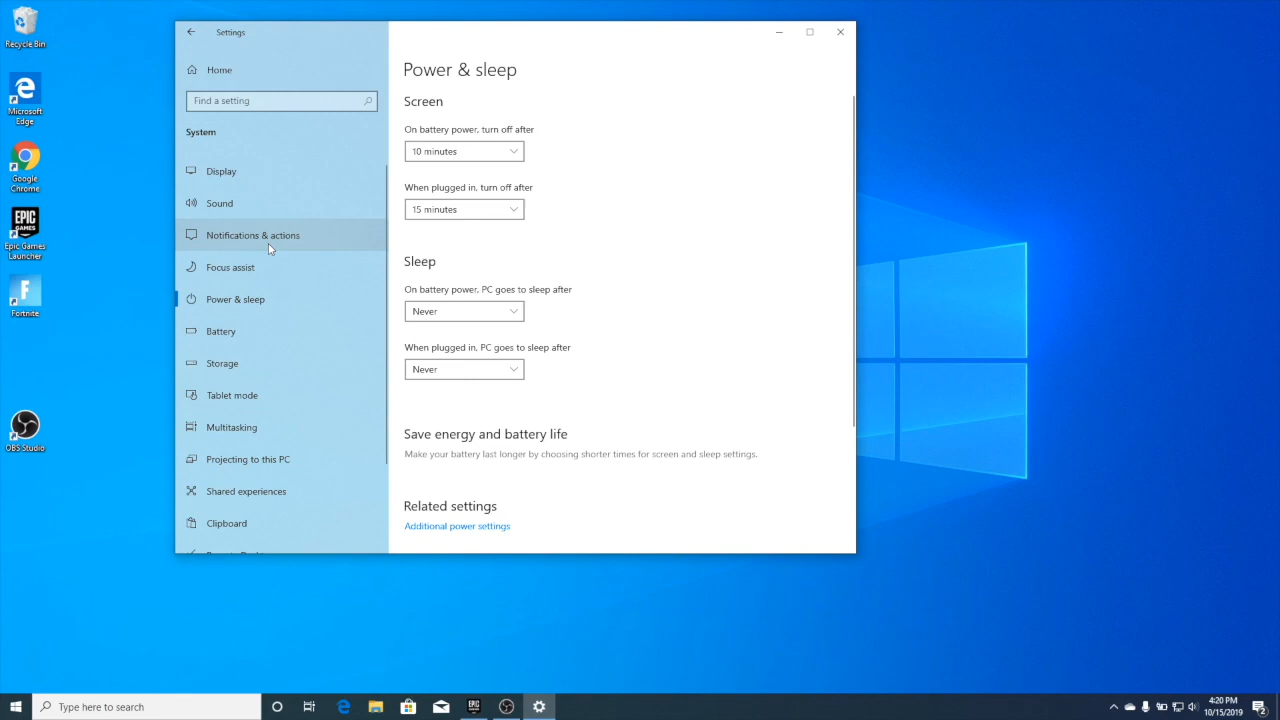 Recycle Bin
Microsoft
Edge
Google
Chrome
EPIC
GAMES
Epic Games
Launcher
F
Fortnite
OBS Studio
Settings
Home
Find a setting
System
Display
Sound
Notifications & actions
Focus assist
Power & sleep
Battery
Storage
Tablet mode
Multitasking
Projecting to this PC
Shared experiences
Clipboard
Power & sleep
Screen
On battery power, turn off after
10 minutes
When plugged in, turn off after
15 minutes
Sleep
On battery power, PC goes to sleep after
Never
When plugged in, PC goes to sleep after
Never
Save energy and battery life
Make your battery last longer by choosing shorter times for screen and sleep settings.
Related settings
Additional power settings
Type here to search
EPIC
4:20 PM
10/15/2019
2